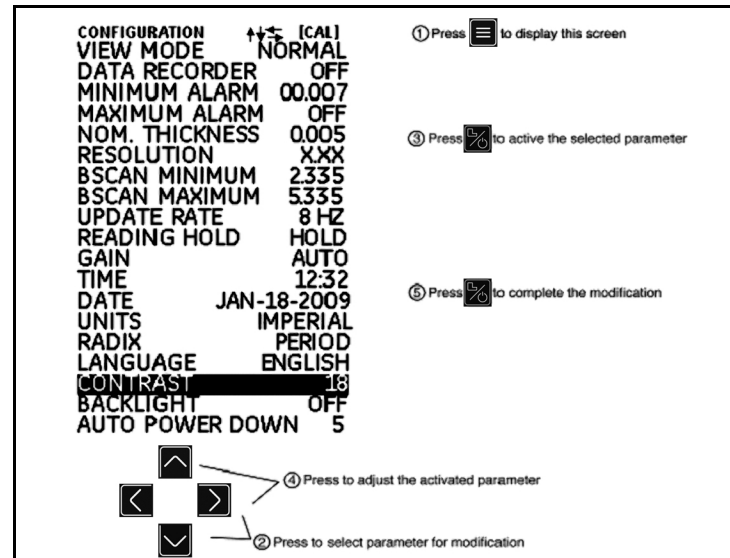 CONFIGURATION [CAL]
VIEW MODE NORMAL
DATA RECORDER OFF
MINIMUM ALARM 00.007
MAXIMUM ALARM OFF
NOM. THICKNESS 0.005
RESOLUTION X.XX
BSCAN MINIMUM 2.335
BSCAN MAXIMUM 5.335
UPDATE RATE 8 HZ
READING HOLD HOLD
GAIN AUTO
TIME 12:32
DATE JAN-18-2009
UNITS IMPERIAL
RADIX PERIOD
LANGUAGE ENGLISH
CONTRAST 18
BACKLIGHT OFF
AUTO POWER DOWN 5
① Press to display this screen
③ Press to active the selected parameter
⑤ Press to complete the modification
④ Press to adjust the activated parameter
② Press to select parameter for modification